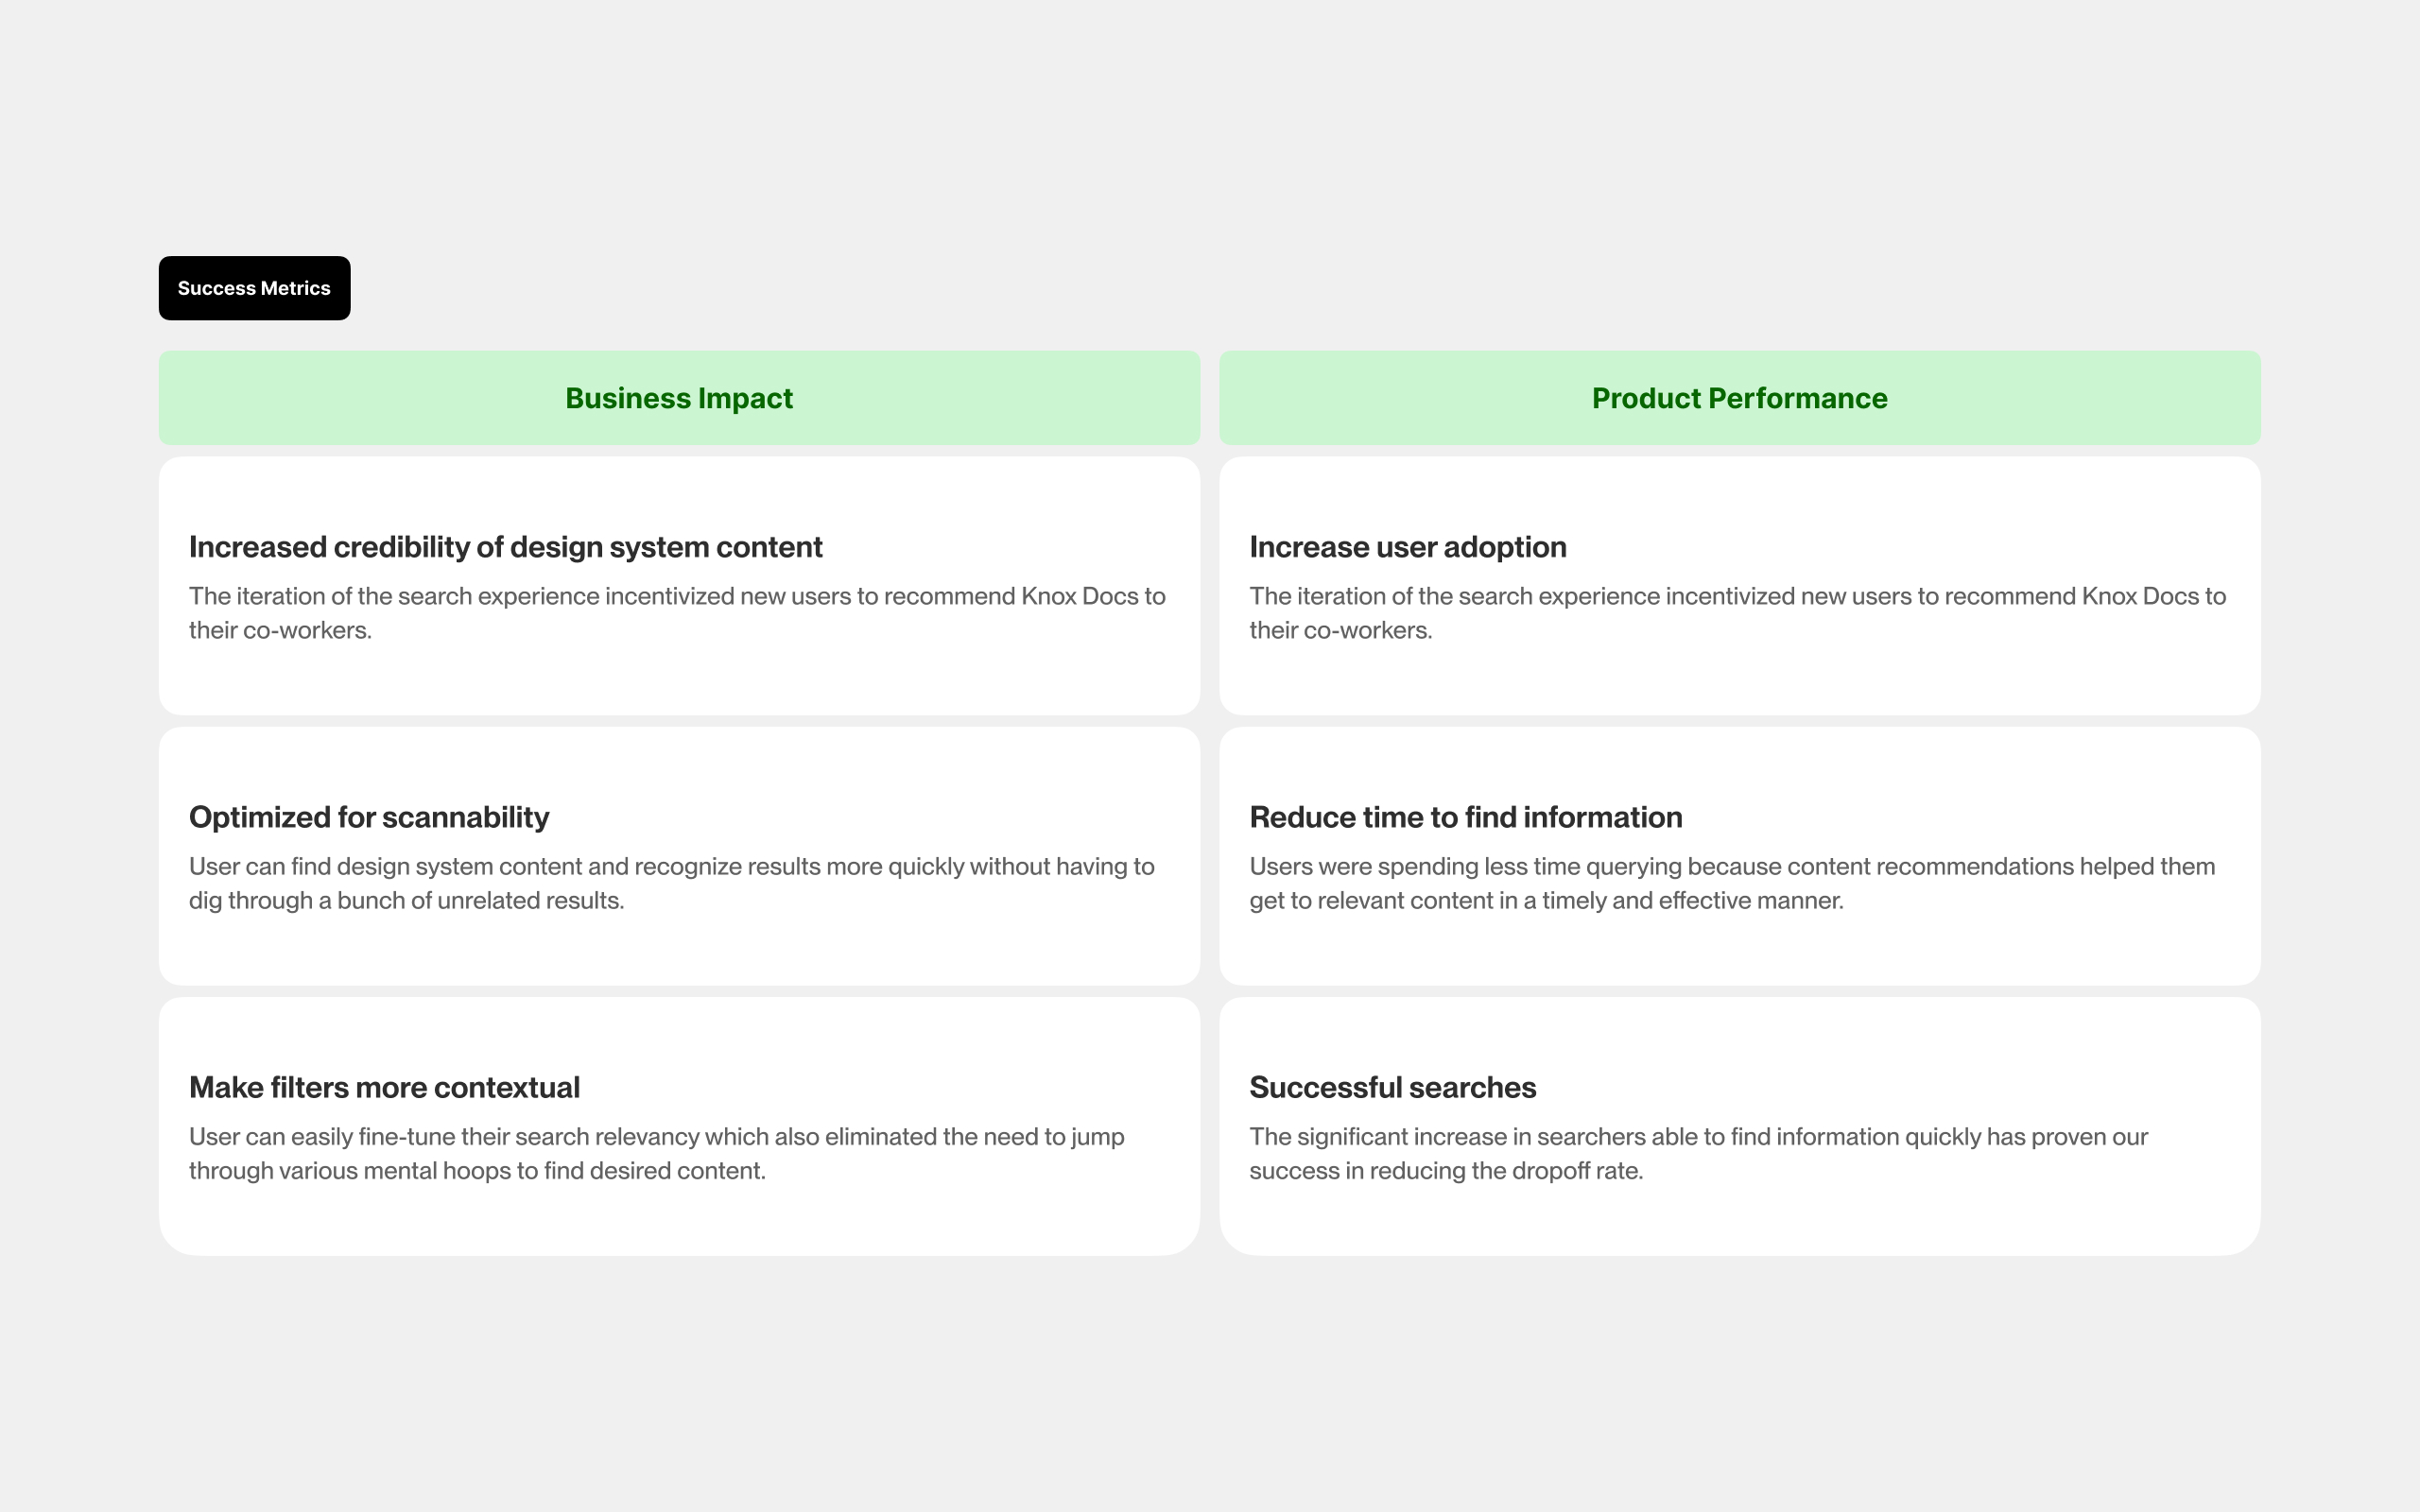 Success Metrics
Business Impact
Increased credibility of design system content
The iteration of the search experience incentivized new users to recommend Knox Docs to
their co-workers.
Optimized for scannability
User can find design system content and recognize results more quickly without having to
dig through a bunch of unrelated results.
Make filters more contextual
User can easily fine-tune their search relevancy which also eliminated the need to jump
through various mental hoops to find desired content.
Product Performance
Increase user adoption
The iteration of the search experience incentivized new users to recommend Knox Docs to
their co-workers.
Reduce time to find information
Users were spending less time querying because content recommendations helped them
get to relevant content in a timely and effective manner.
Successful searches
The significant increase in searchers able to find information quickly has proven our
success in reducing the dropoff rate.